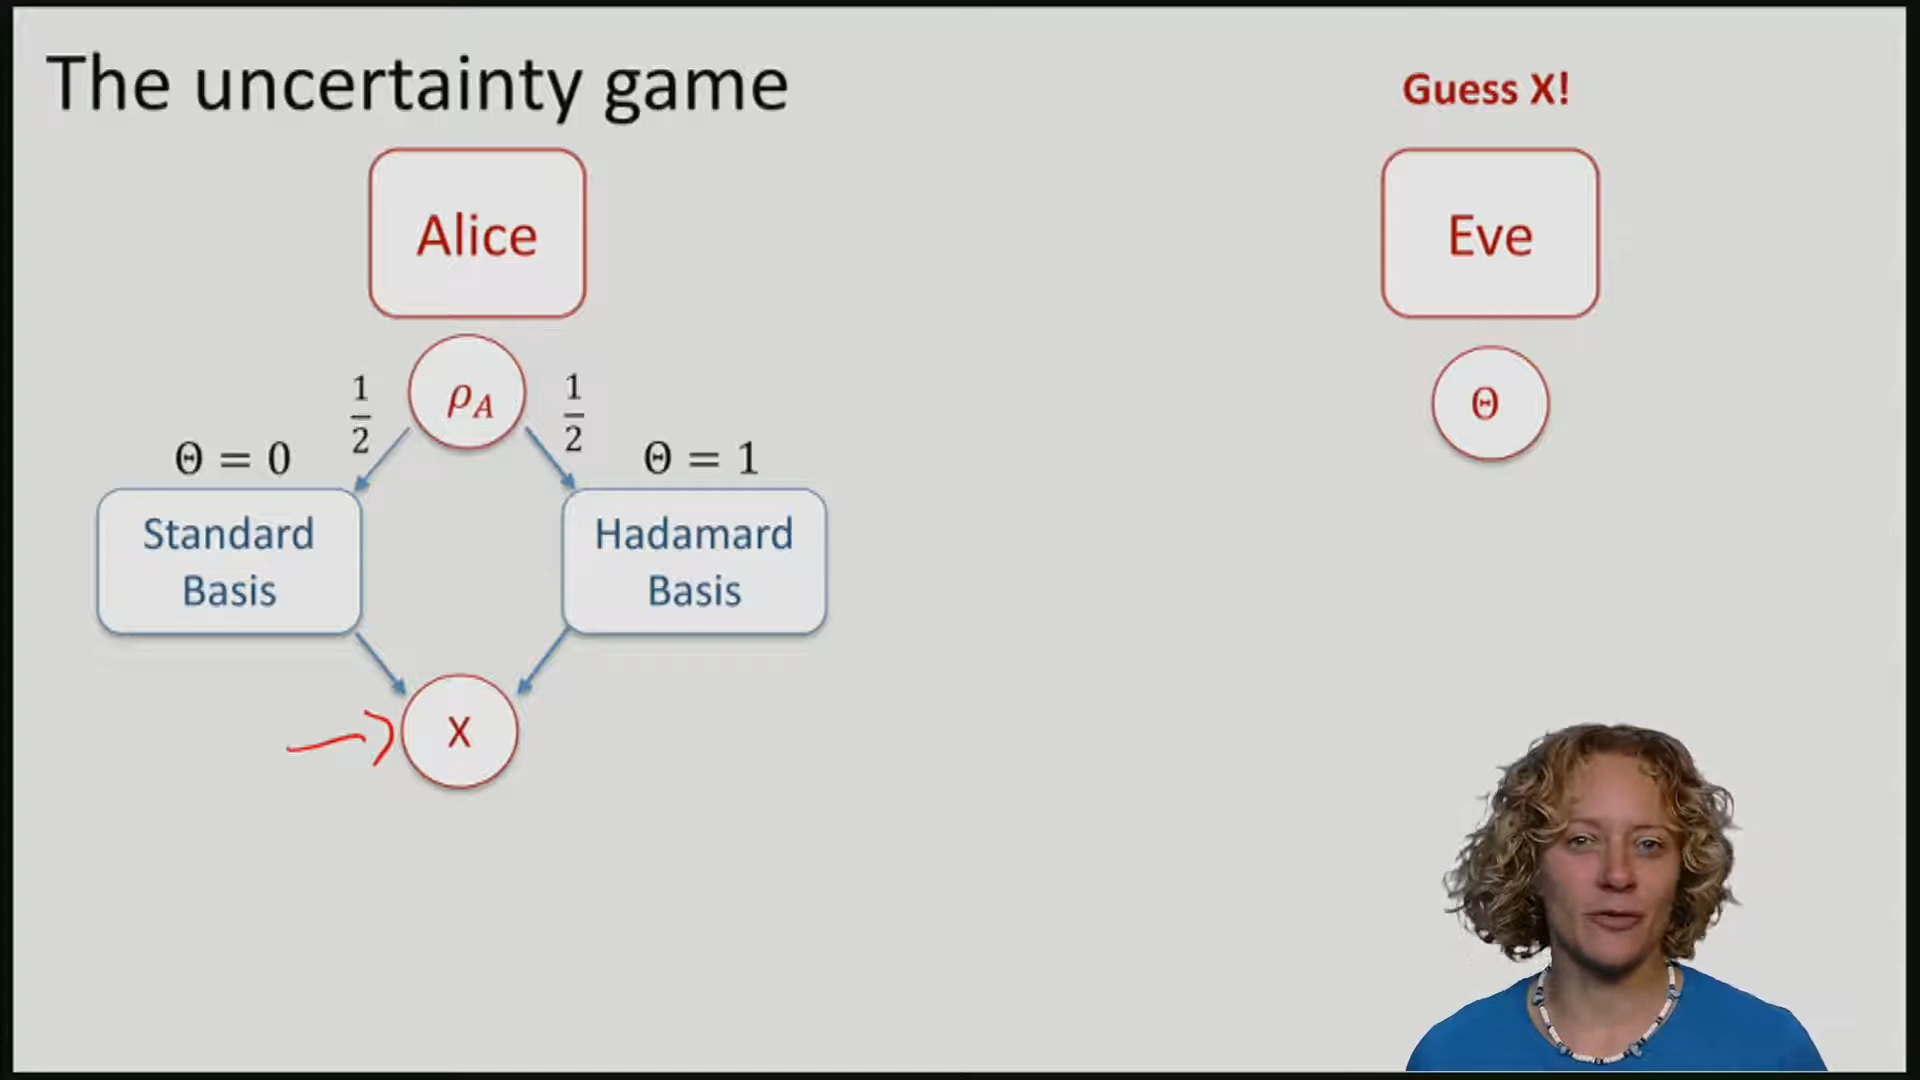 The uncertainty game
Guess X!
Alice
Eve
ρ_A
Θ
1/2
1/2
Θ = 0
Θ = 1
Standard
Basis
Hadamard
Basis
X